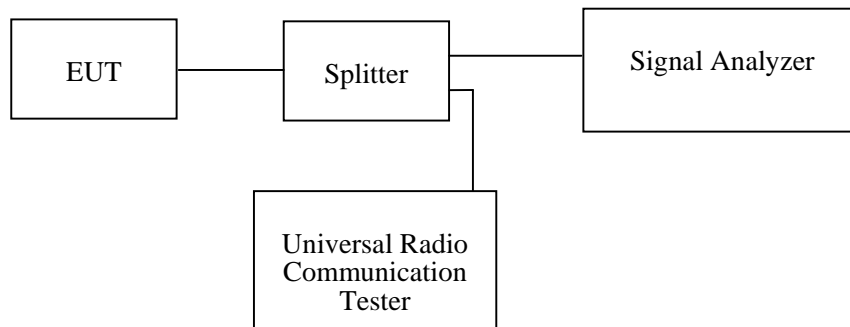 EUT
Splitter
Signal Analyzer
Universal Radio
Communication
Tester